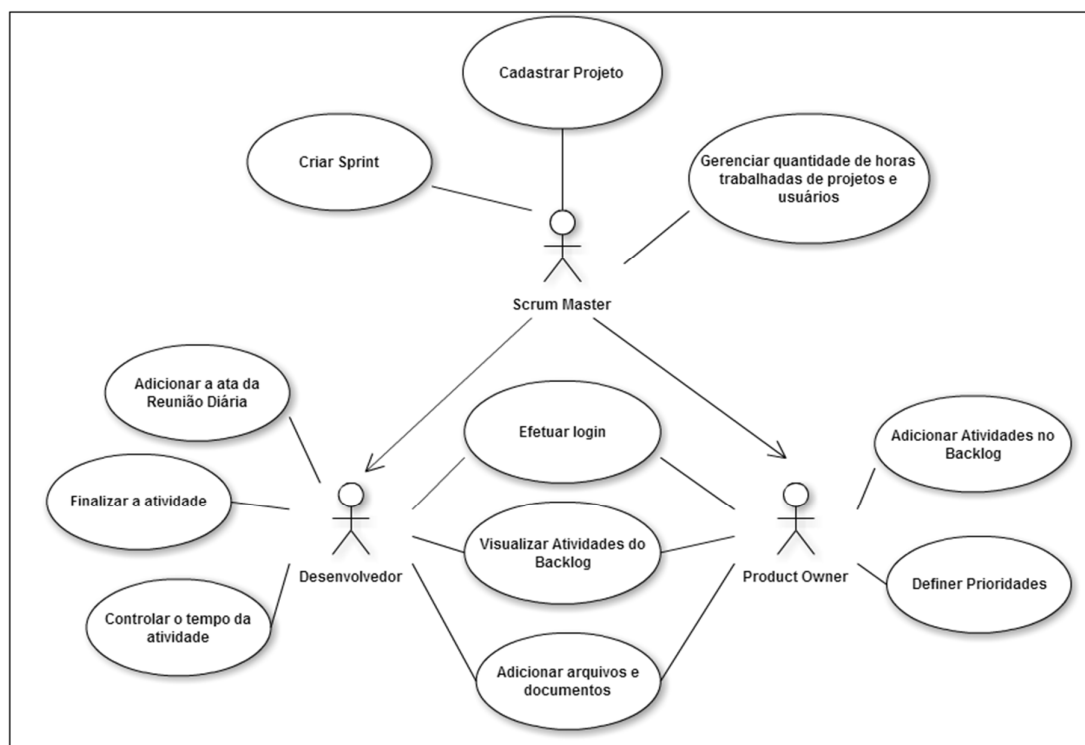 Cadastrar Projeto
Criar Sprint
Gerenciar quantidade de horas
trabalhadas de projetos e
usuários
Scrum Master
Adicionar a ata da
Reunião Diária
Efetuar login
Adicionar Atividades no
Backlog
Finalizar a atividade
Visualizar Atividades do
Backlog
Desenvolvedor
Product Owner
Definer Prioridades
Controlar o tempo da
atividade
Adicionar arquivos e
documentos